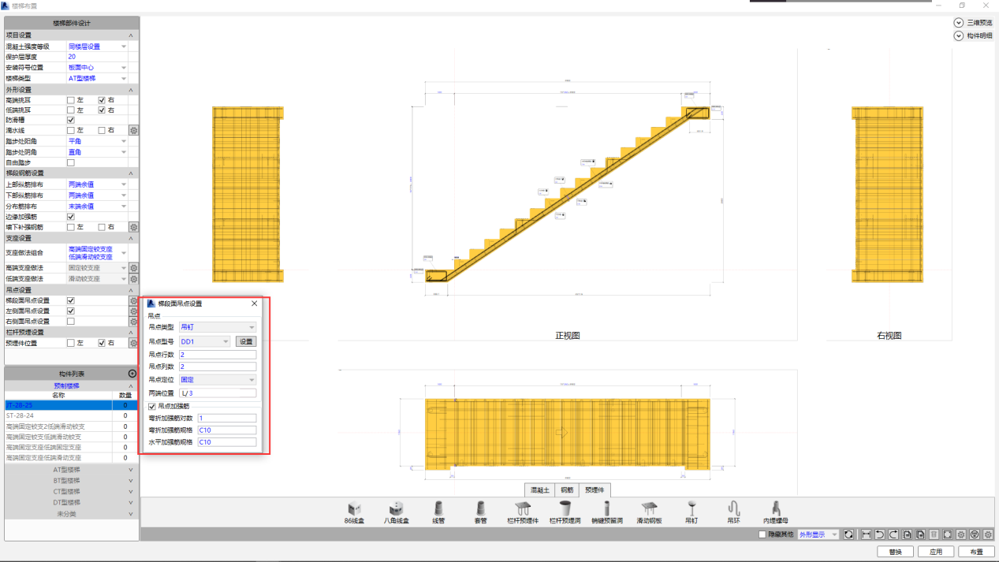 楼梯布置
楼梯部件设计
项目设置
混凝土强度等级 同楼层设置
保护层厚度 20
安装符号位置 板面中心
楼梯类型 AT型楼梯
外形设置
高端挑耳 左 右
低端挑耳 左 右
防滑槽
滴水线 左 右
踏步处阳角 平角
踏步处阴角 直角
自由踏步
梯段钢筋设置
上部纵筋排布 两端余值
下部纵筋排布 两端余值
分布筋排布 末端余值
边缘加强筋
墙下补强钢筋 左 右
支座设置
支座做法组合 高端固定铰支座
低端滑动铰支座
高端支座做法 固定铰支座
低端支座做法 滑动铰支座
吊点设置
梯段面吊点设置
左侧面吊点设置
右侧面吊点设置
栏杆预埋设置
预埋件位置 左 右
构件列表
预制楼梯
名称 数量
JT-28-25 0
ST-28-24 0
高端固定铰支2低端滑动铰支 0
高端固定铰支低端滑动铰支 0
高端固定支座低端固定支座 0
高端固定支座低端滑动支座 0
AT型楼梯
BT型楼梯
CT型楼梯
DT型楼梯
未分类
梯段面吊点设置
吊点
吊点类型 吊钉
吊点型号 DD1 设置
吊点行数 2
吊点列数 2
吊点定位 固定
两端位置 L/3
吊点加强筋
弯折加强筋对数 1
弯折加强筋规格 C10
水平加强筋规格 C10
三维预览
构件明细
正视图
右视图
混凝土 钢筋 预埋件
86线盒 八角线盒 线管 套管 栏杆预埋件 栏杆预埋洞 销键预留洞 滑动钢板 吊钉 吊环 内埋螺母
隐藏其他 外形显示
替换 应用 布置